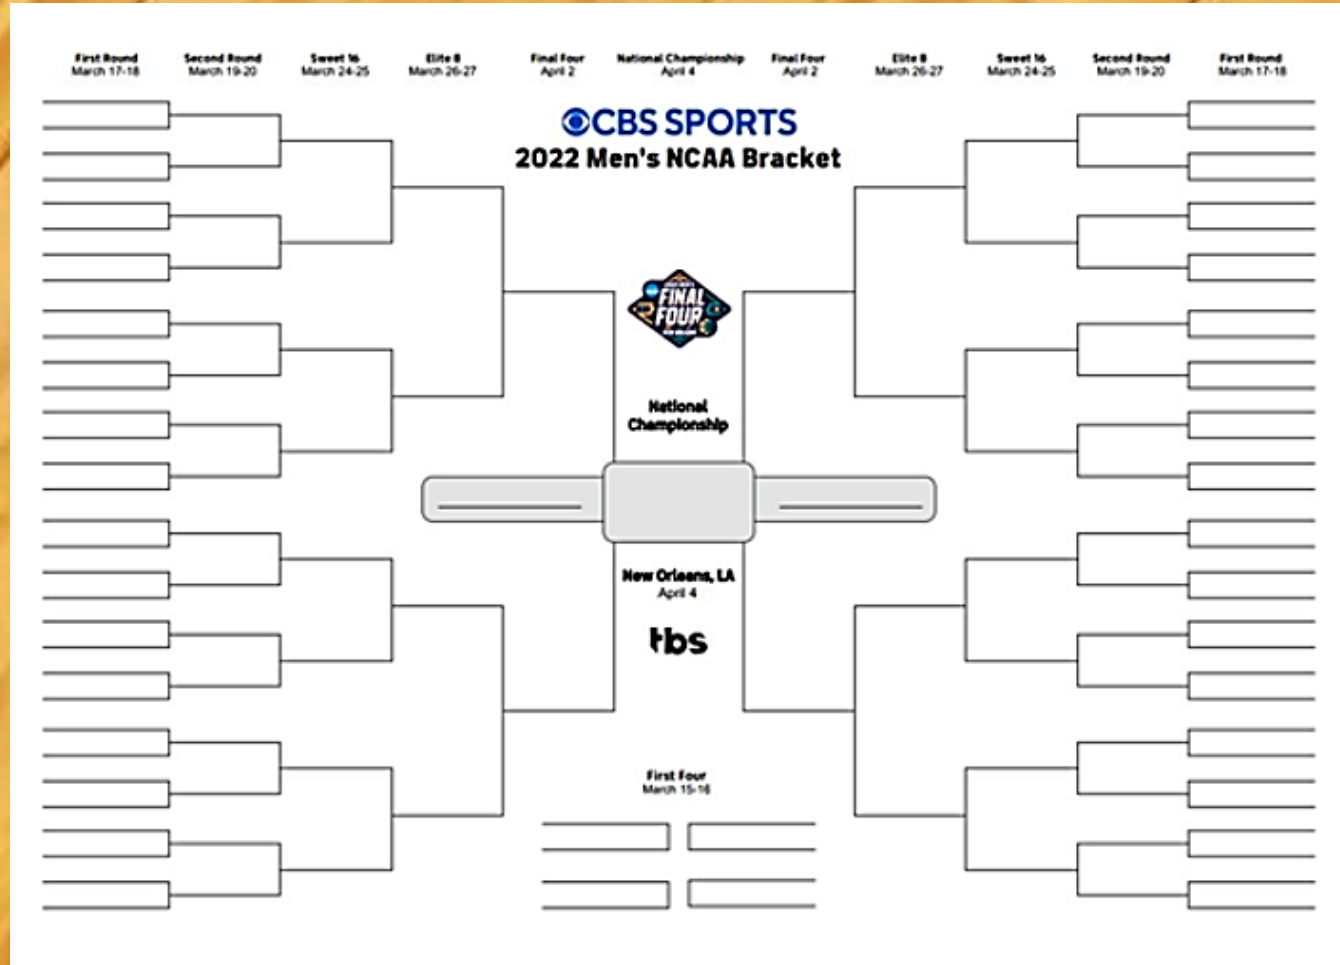 First Round
March 17-18
Second Round
March 19-20
Sweet 16
March 24-25
Elite 8
March 26-27
Final Four
April 2
National Championship
April 4
Final Four
April 2
Elite 8
March 26-27
Sweet 16
March 24-25
Second Round
March 19-20
First Round
March 17-18
CBS SPORTS
2022 Men's NCAA Bracket
FINAL
FOUR
NEW ORLEANS
National
Championship
New Orleans, LA
April 4
tbs
First Four
March 15-16